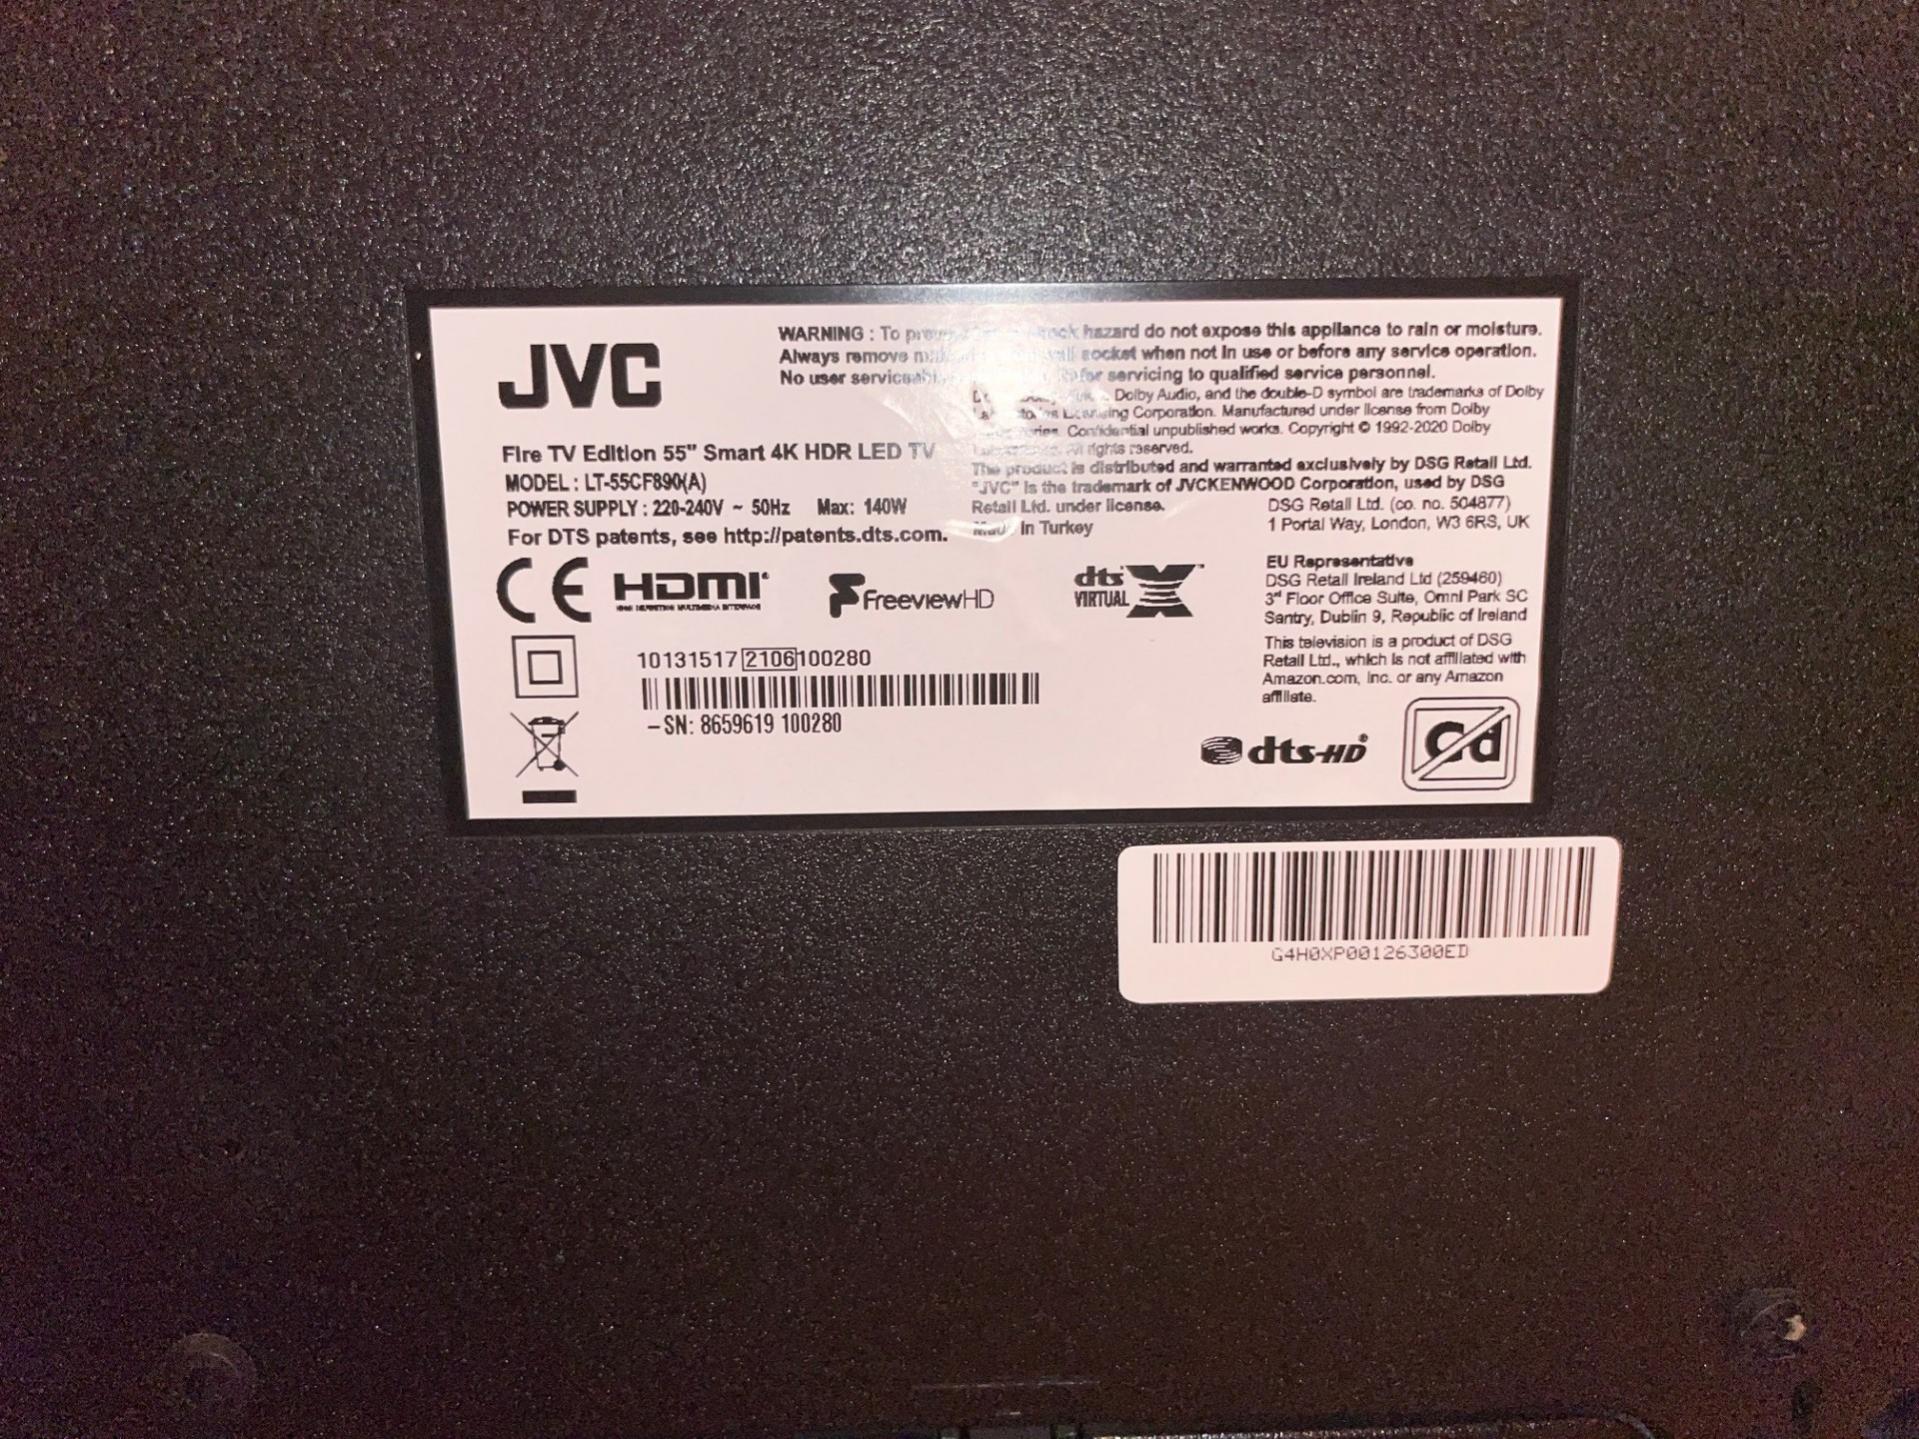 JVC
WARNING : To hazard do not expose this appliance to rain or moisture.
Always remove socket when not in use or before any service operation.
No user servicing to qualified service personnel.
Dolby Audio, and the double-D symbol are trademarks of Dolby
Licensing Corporation. Manufactured under license from Dolby
Confidential unpublished works. Copyright © 1992-2020 Dolby
rights reserved.
The product is distributed and warranted exclusively by DSG Retail Ltd.
"JVC" is the trademark of JVCKENWOOD Corporation, used by DSG
Retail Ltd. under license.
Made in Turkey
Fire TV Edition 55" Smart 4K HDR LED TV
MODEL : LT-55CF890(A)
POWER SUPPLY : 220-240V ~ 50Hz Max: 140W
For DTS patents, see http://patents.dts.com.
DSG Retail Ltd. (co. no. 504877)
1 Portal Way, London, W3 6RS, UK
CE HDMI
HIGH DEFINITION MULTIMEDIA INTERFACE
FreeviewHD
dts
VIRTUAL X
EU Representative
DSG Retail Ireland Ltd (259460)
3rd Floor Office Suite, Omni Park SC
Santry, Dublin 9, Republic of Ireland
This television is a product of DSG
Retail Ltd., which is not affiliated with
Amazon.com, Inc. or any Amazon
affiliate.
10131517 2106 100280
–SN: 8659619 100280
dts-HD
Cd
G4H0XP00126300ED